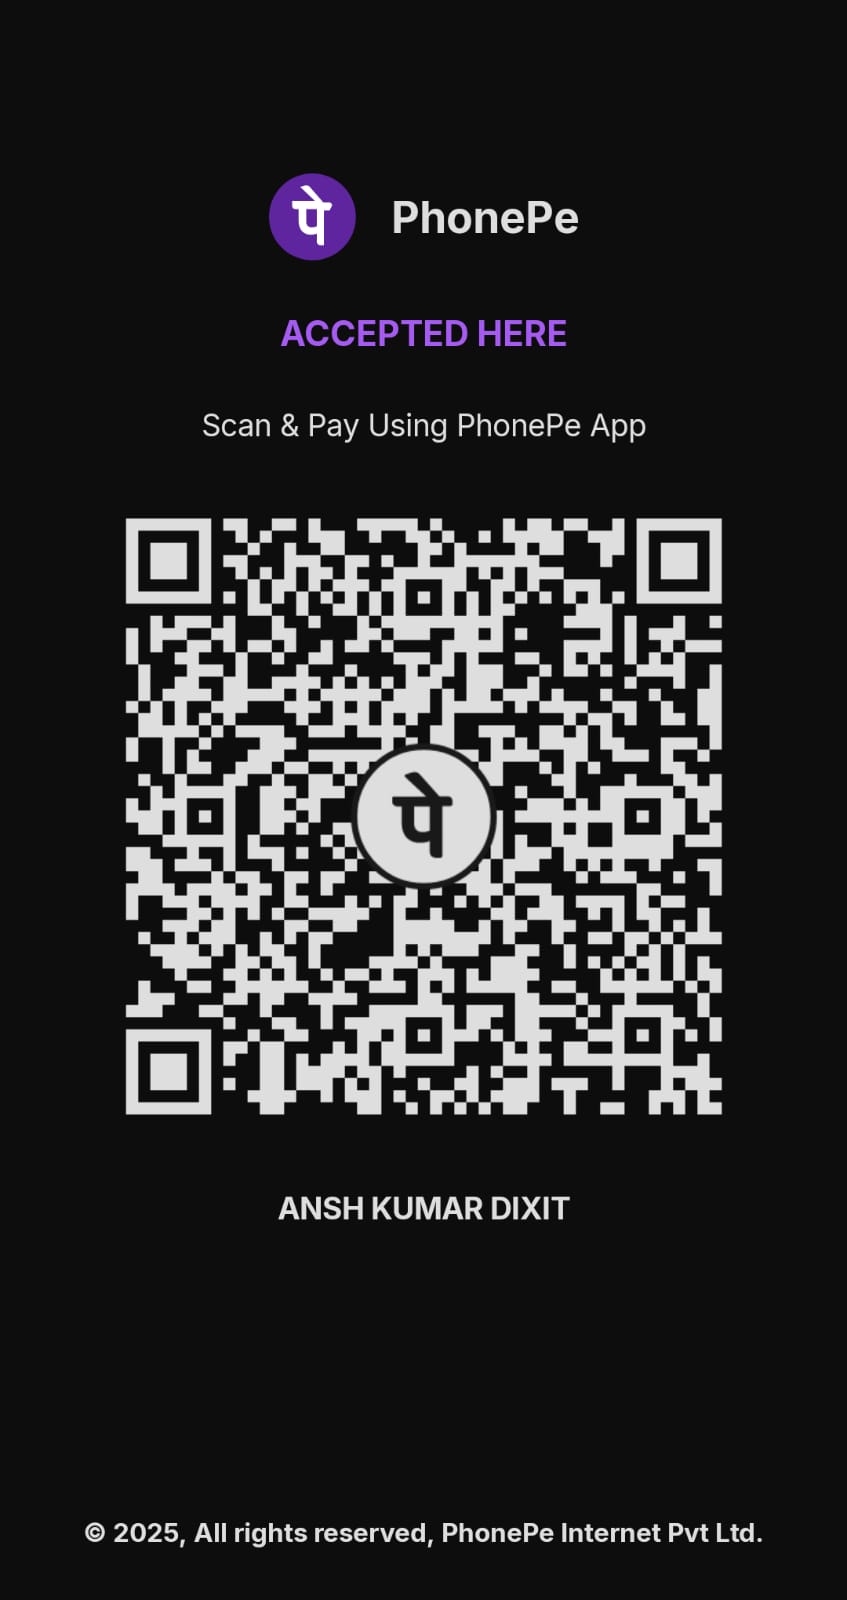 पे PhonePe
ACCEPTED HERE
Scan & Pay Using PhonePe App
पे
ANSH KUMAR DIXIT
© 2025, All rights reserved, PhonePe Internet Pvt Ltd.